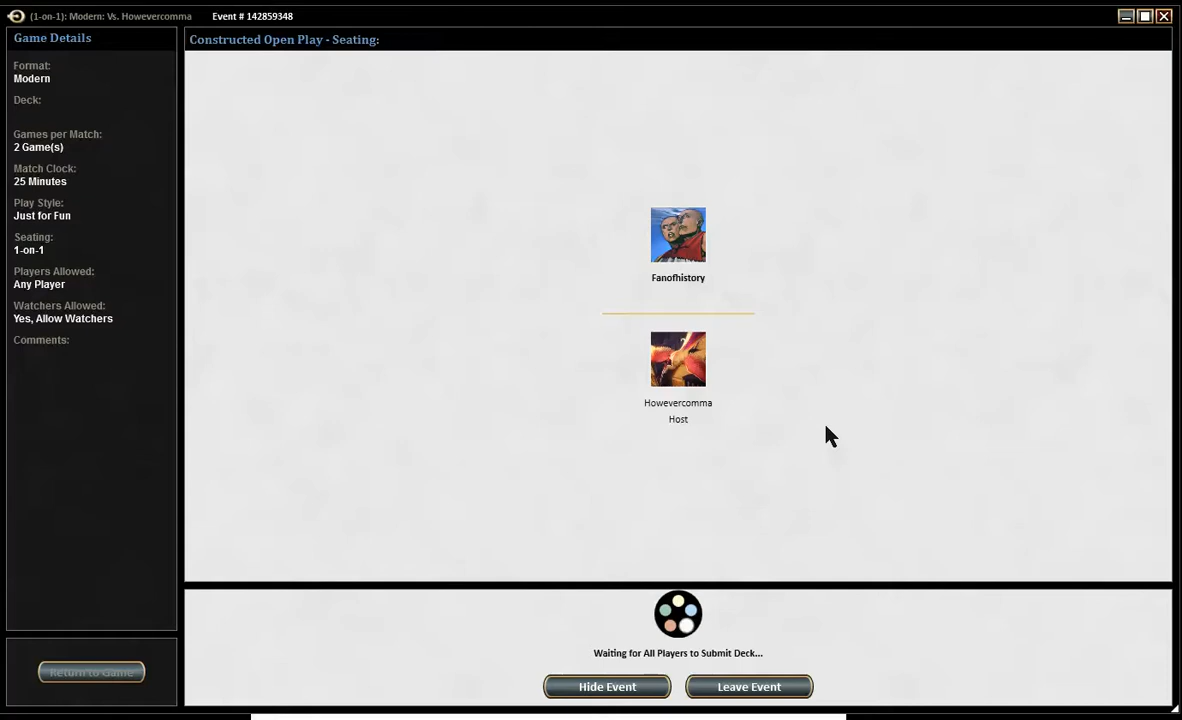 (1-on-1): Modern: Vs. Howevercomma Event # 142859348
Game Details
Format:
Modern
Deck:
Games per Match:
2 Game(s)
Match Clock:
25 Minutes
Play Style:
Just for Fun
Seating:
1-on-1
Players Allowed:
Any Player
Watchers Allowed:
Yes, Allow Watchers
Comments:
Return to Game
Constructed Open Play - Seating:
Fanofhistory
Howevercomma
Host
Waiting for All Players to Submit Deck...
Hide Event Leave Event